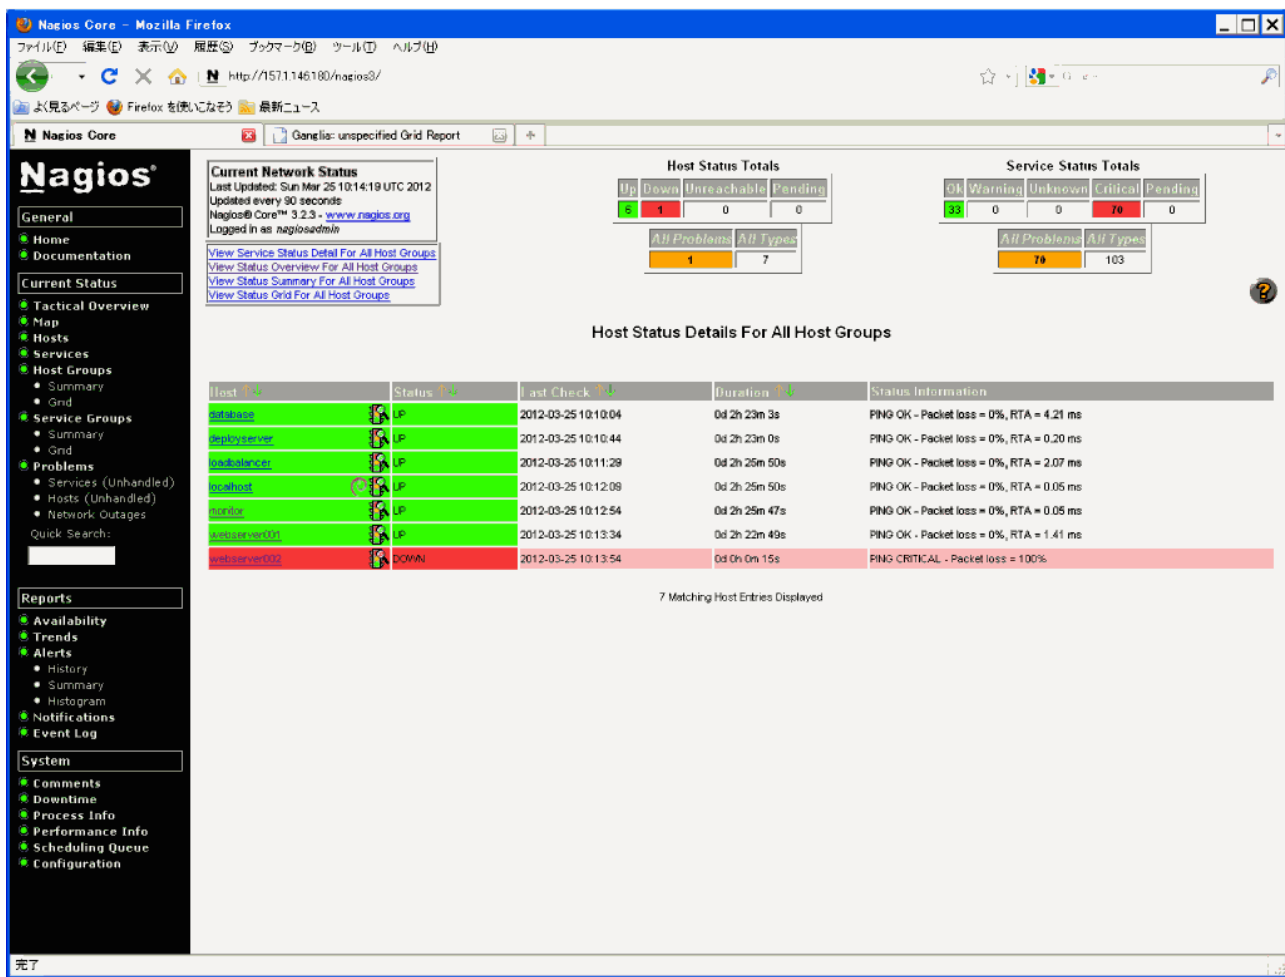 Nagios Core - Mozilla Firefox
ファイル(F) 編集(E) 表示(V) 履歴(S) ブックマーク(B) ツール(T) ヘルプ(H)
N http://157.1.146.180/nagios3/
よく見るページ Firefox を使いこなそう 最新ニュース
N Nagios Core Ganglia: unspecified Grid Report
Nagios®
General
Home
Documentation
Current Status
Tactical Overview
Map
Hosts
Services
Host Groups
Summary
Grid
Service Groups
Summary
Grid
Problems
Services (Unhandled)
Hosts (Unhandled)
Network Outages
Quick Search:
Reports
Availability
Trends
Alerts
History
Summary
Histogram
Notifications
Event Log
System
Comments
Downtime
Process Info
Performance Info
Scheduling Queue
Configuration
Current Network Status
Last Updated: Sun Mar 25 10:14:19 UTC 2012
Updated every 90 seconds
Nagios® Core™ 3.2.3 - www.nagios.org
Logged in as nagiosadmin
View Service Status Detail For All Host Groups
View Status Overview For All Host Groups
View Status Summary For All Host Groups
View Status Grid For All Host Groups
Host Status Totals
Up Down Unreachable Pending
6 1 0 0
All Problems All Types
1 7
Service Status Totals
Ok Warning Unknown Critical Pending
33 0 0 70 0
All Problems All Types
70 103
?
Host Status Details For All Host Groups
Host Status Last Check Duration Status Information
database UP 2012-03-25 10:10:04 0d 2h 23m 3s PING OK - Packet loss = 0%, RTA = 4.21 ms
deployserver UP 2012-03-25 10:10:44 0d 2h 23m 0s PING OK - Packet loss = 0%, RTA = 0.20 ms
loadbalancer UP 2012-03-25 10:11:29 0d 2h 25m 50s PING OK - Packet loss = 0%, RTA = 2.07 ms
localhost UP 2012-03-25 10:12:09 0d 2h 25m 50s PING OK - Packet loss = 0%, RTA = 0.05 ms
monitor UP 2012-03-25 10:12:54 0d 2h 25m 47s PING OK - Packet loss = 0%, RTA = 0.05 ms
webserver001 UP 2012-03-25 10:13:34 0d 2h 22m 49s PING OK - Packet loss = 0%, RTA = 1.41 ms
webserver002 DOWN 2012-03-25 10:13:54 0d 0h 0m 15s PING CRITICAL - Packet loss = 100%
7 Matching Host Entries Displayed
完了